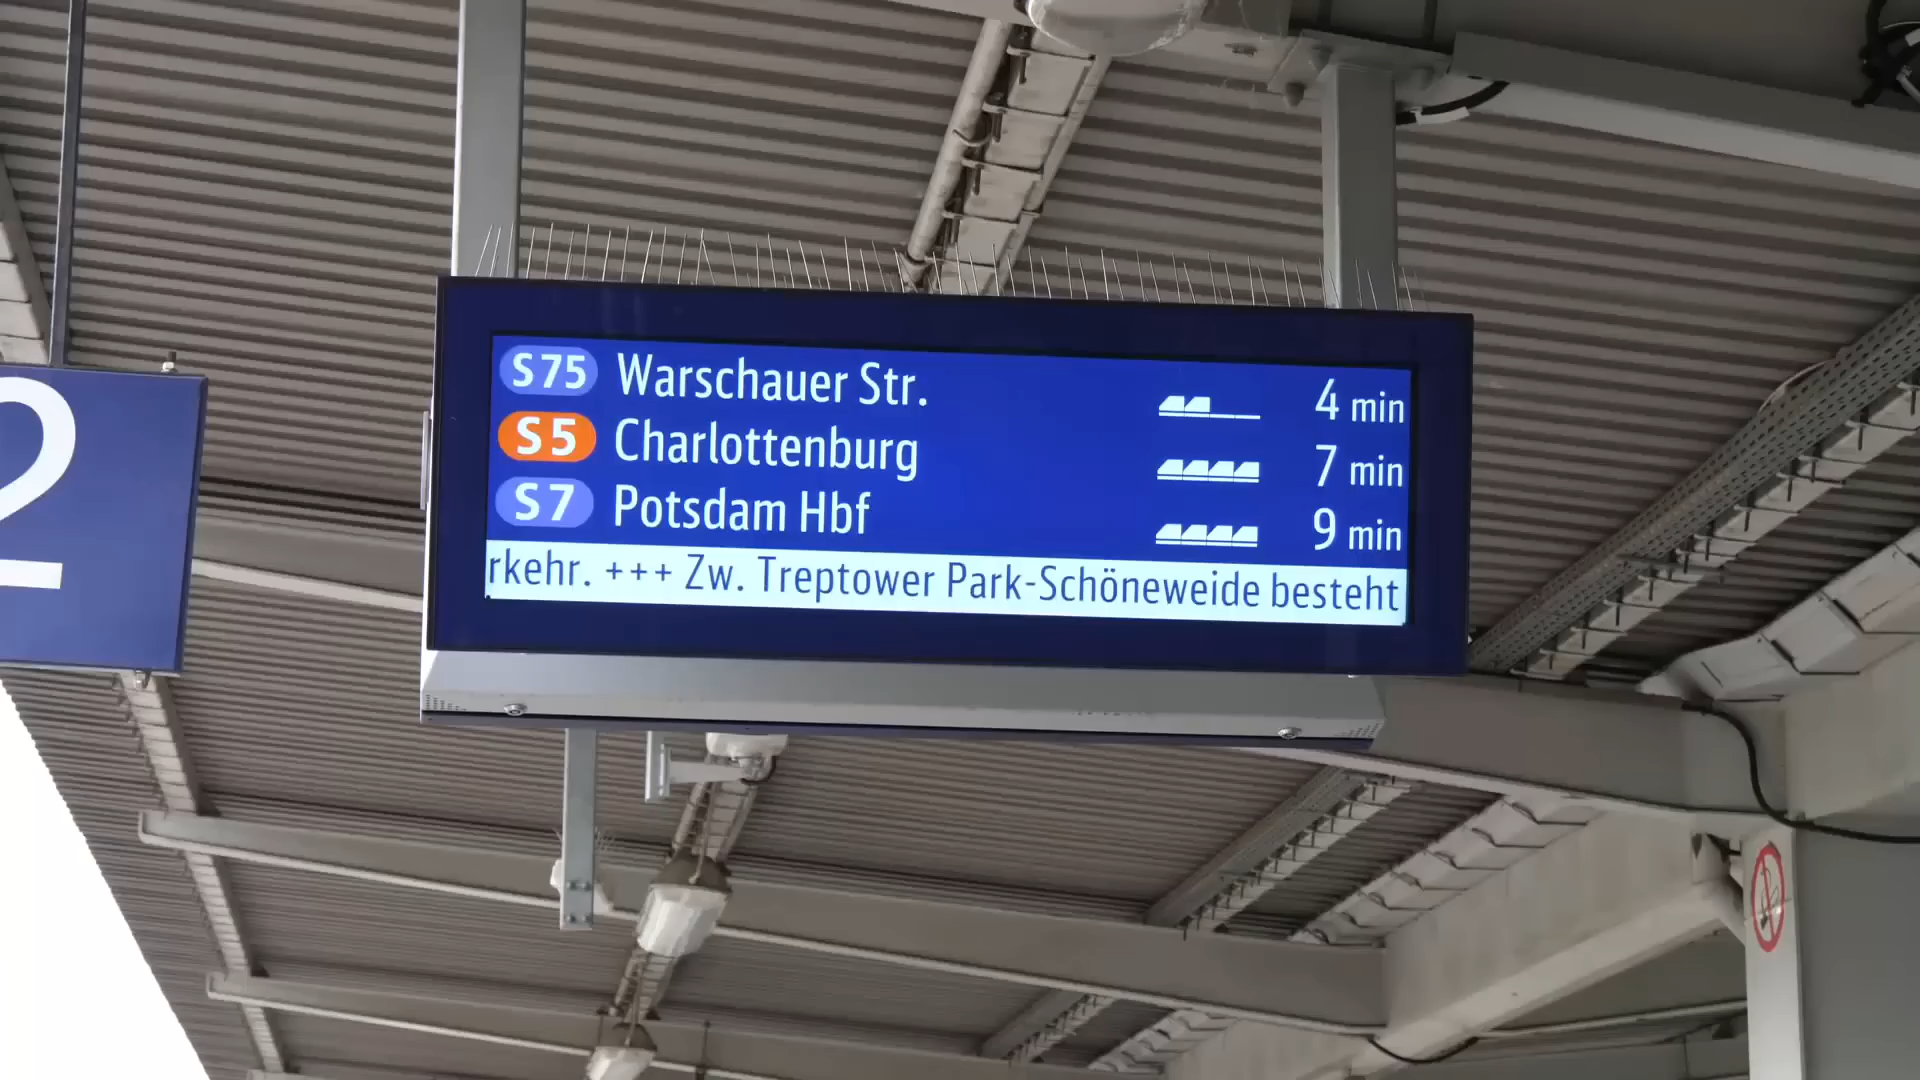 2
S75 Warschauer Str. 4 min
S5 Charlottenburg 7 min
S7 Potsdam Hbf 9 min
rkehr. +++ Zw. Treptower Park-Schöneweide besteht